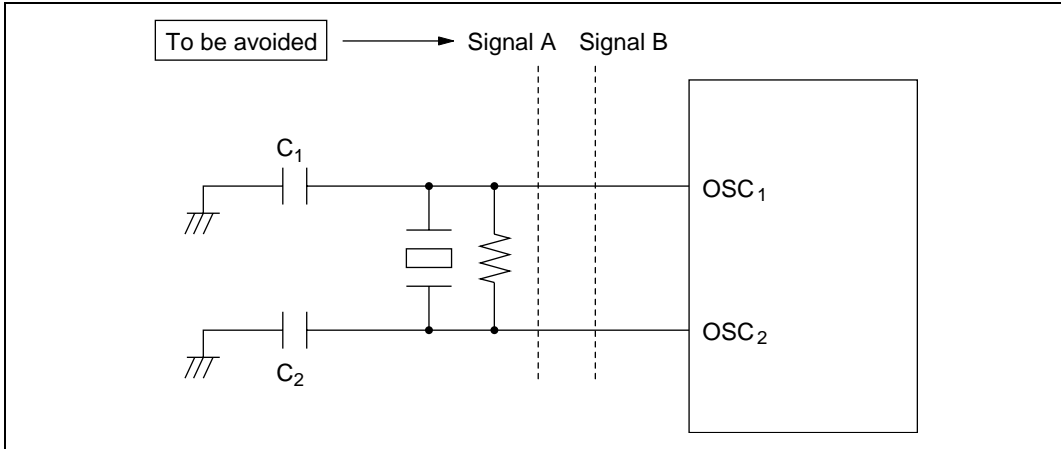 To be avoided Signal A Signal B
C1
OSC1
OSC2
C2